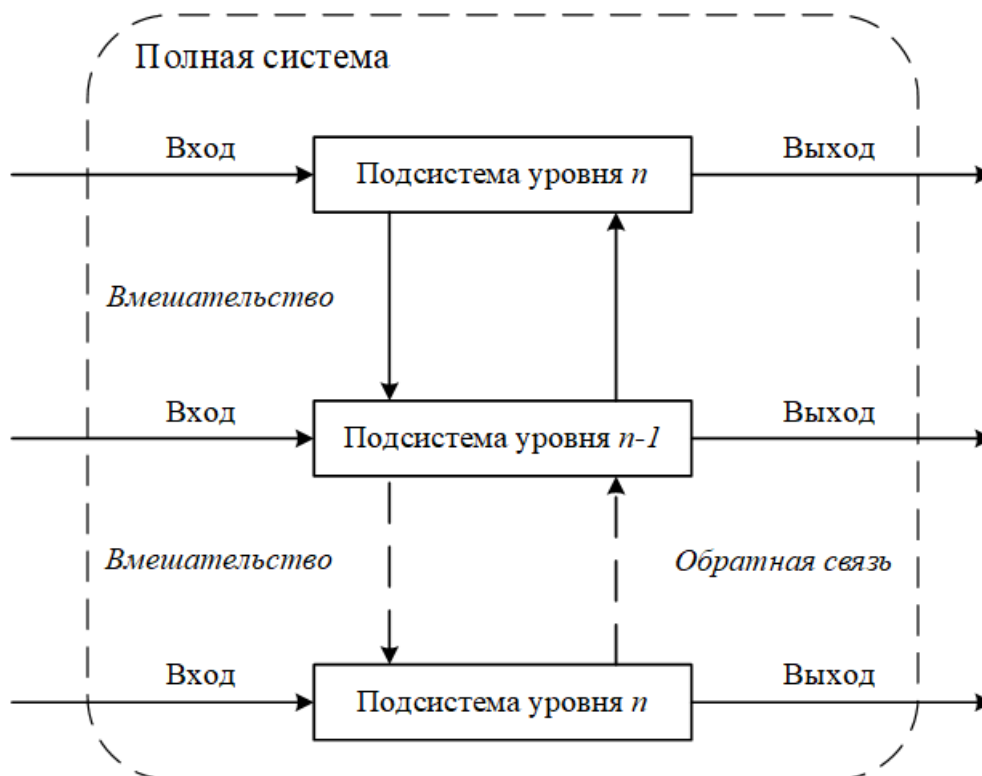 Полная система
Вход
Подсистема уровня n
Выход
Вмешательство
Вход
Подсистема уровня n-1
Выход
Вмешательство
Обратная связь
Вход
Подсистема уровня n
Выход